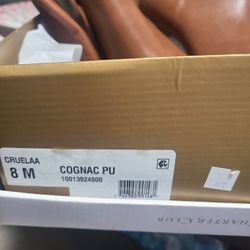 CRUELAA
8 M
COGNAC PU
10013924800
CHARTER CLUB